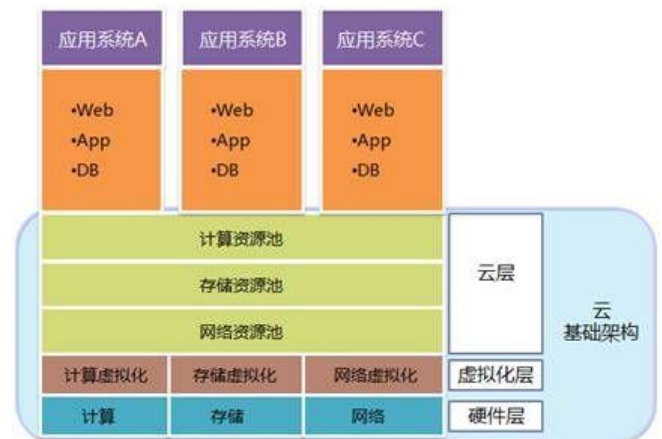 应用系统A
应用系统B
应用系统C
•Web
•App
•DB
•Web
•App
•DB
•Web
•App
•DB
计算资源池
存储资源池
网络资源池
云层
云
基础架构
计算虚拟化
存储虚拟化
网络虚拟化
虚拟化层
计算
存储
网络
硬件层